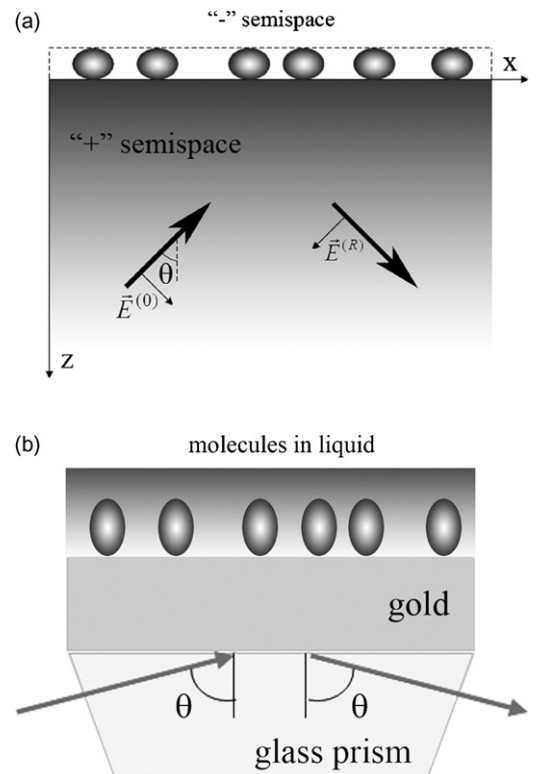 (a)
“-” semispace
x
“+” semispace
θ
E⃗^(0)
E⃗^(R)
z
(b)
molecules in liquid
gold
θ θ
glass prism